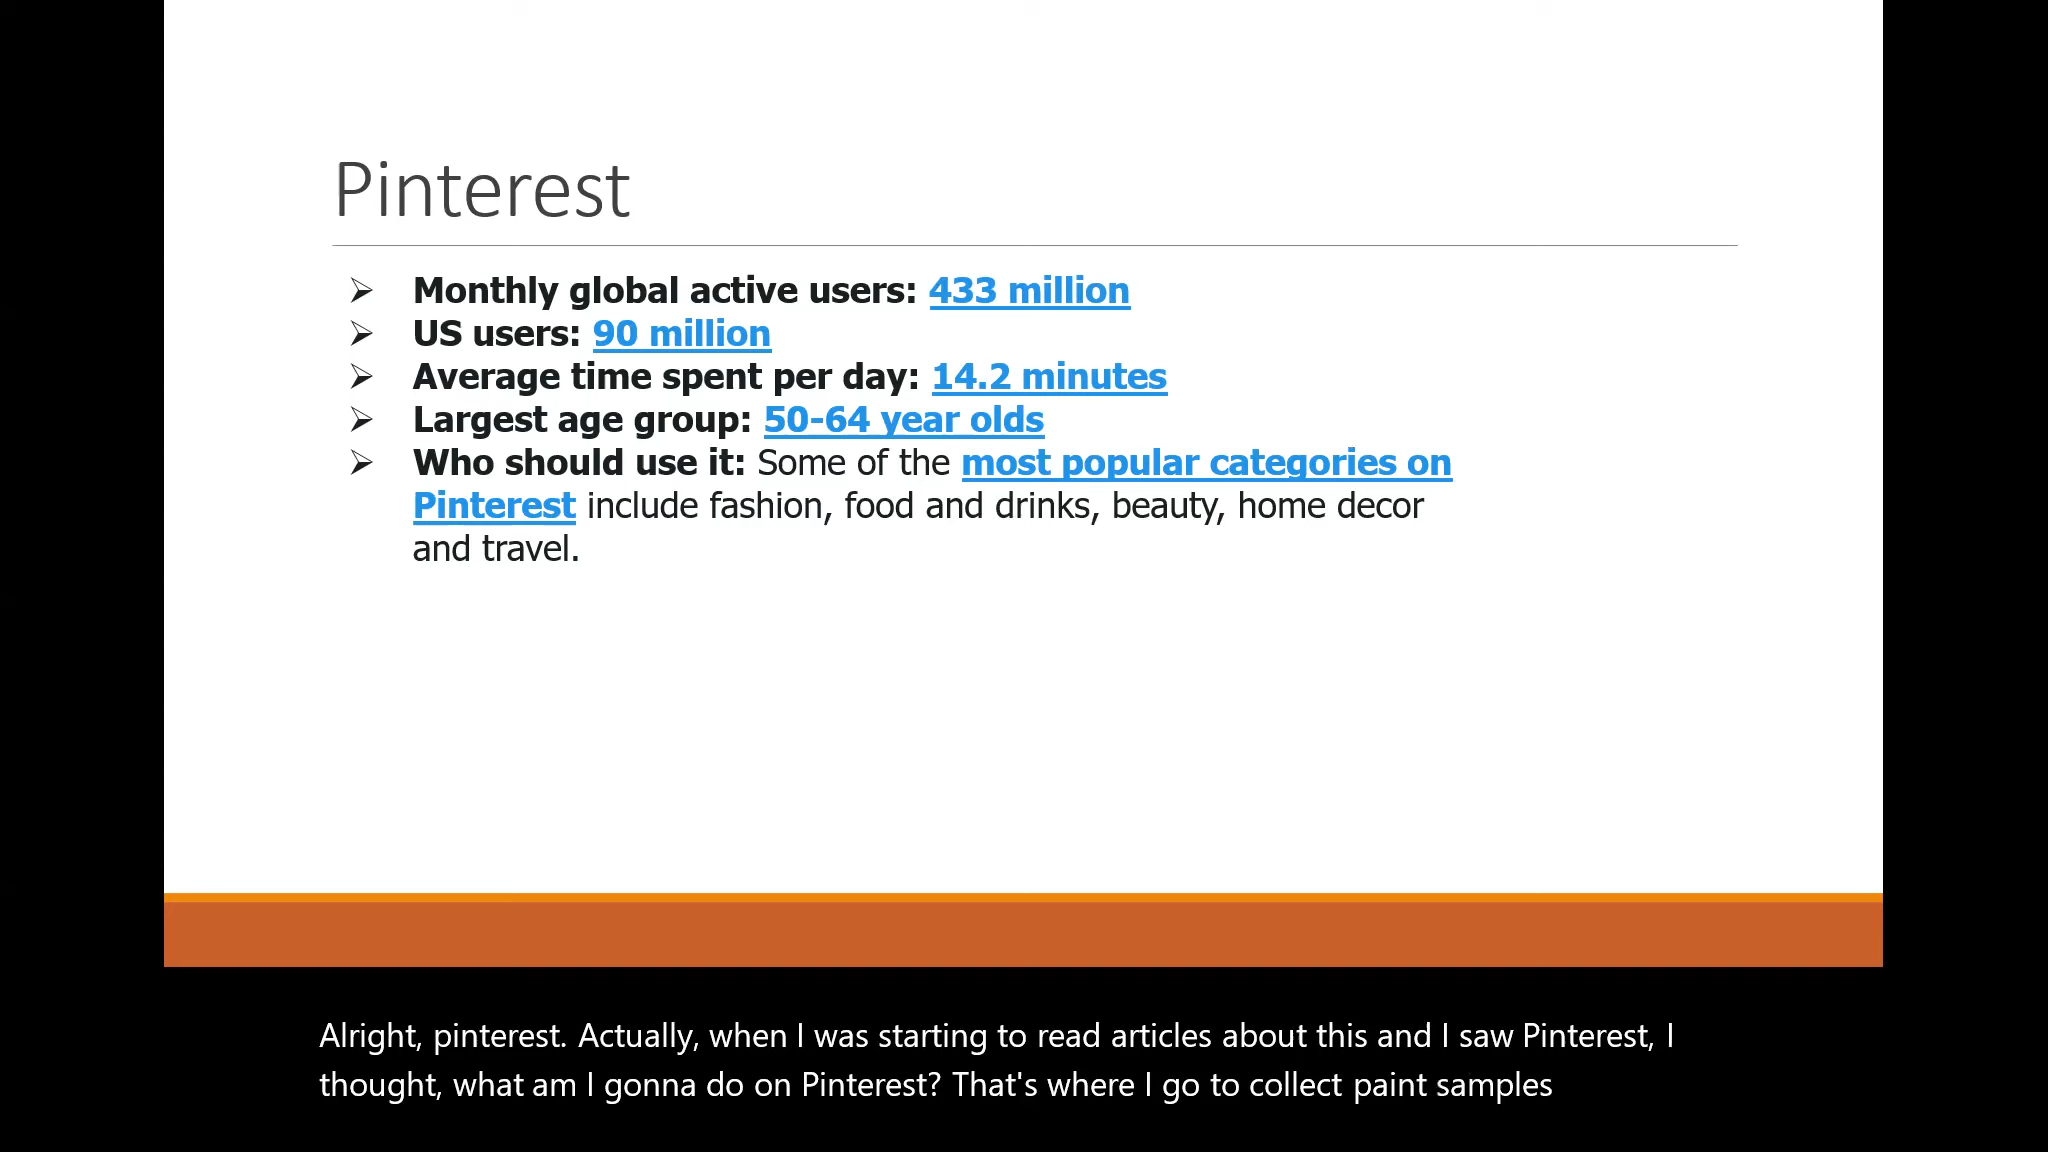 Pinterest
➢ Monthly global active users: 433 million
➢ US users: 90 million
➢ Average time spent per day: 14.2 minutes
➢ Largest age group: 50-64 year olds
➢ Who should use it: Some of the most popular categories on
Pinterest include fashion, food and drinks, beauty, home decor
and travel.
Alright, pinterest. Actually, when I was starting to read articles about this and I saw Pinterest, I
thought, what am I gonna do on Pinterest? That's where I go to collect paint samples